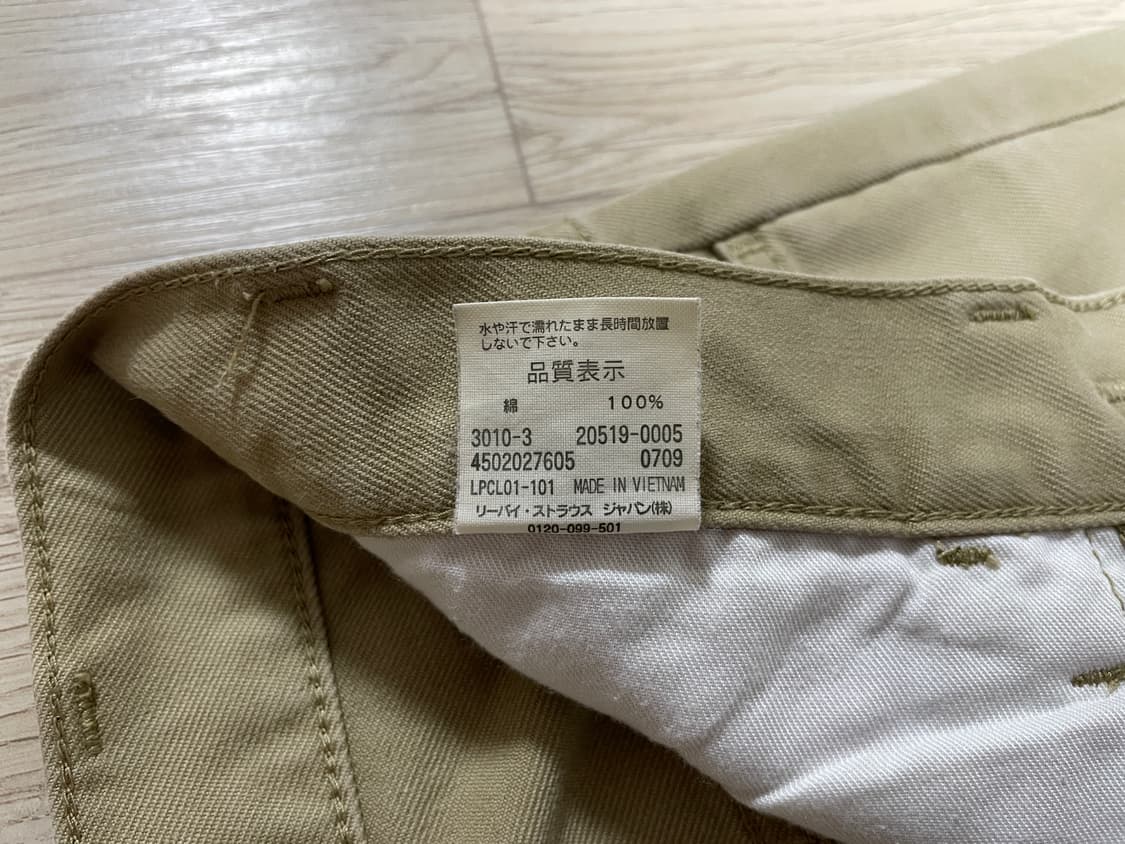 水や汗で濡れたまま長時間放置
しないで下さい。
品質表示
綿 100%
3010-3 20519-0005
4502027605 0709
LPCL01-101 MADE IN VIETNAM
リーバイ・ストラウス ジャパン(株)
0120-099-501